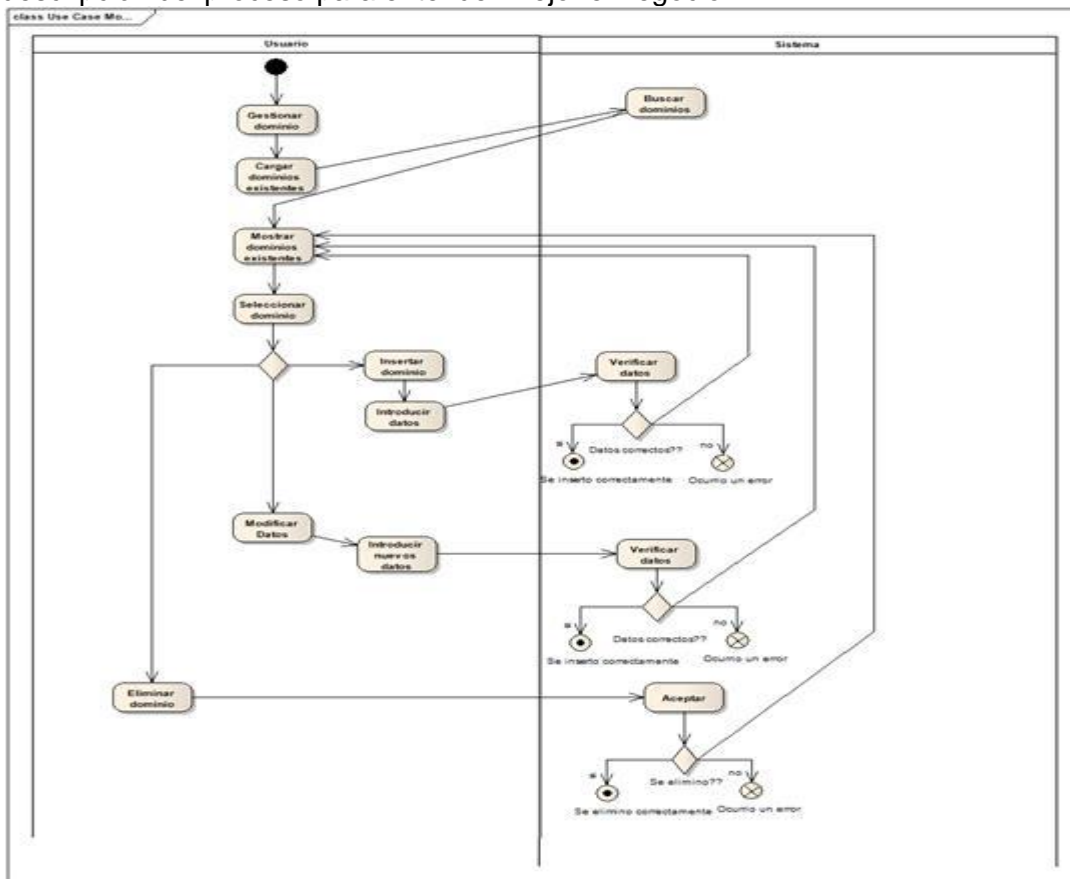 class Use Case Mo...
Usuario
Sistema
Gestionar
dominio
Buscar
dominios
Cargar
dominios
existentes
Mostrar
dominios
existentes
Seleccionar
dominio
Insertar
dominio
Verificar
datos
Introducir
datos
si
Datos correctos??
no
Se inserto correctamente
Ocurrio un error
Modificar
Datos
Introducir
nuevos
datos
Verificar
datos
si
Datos correctos??
no
Se inserto correctamente
Ocurrio un error
Eliminar
dominio
Aceptar
si
Se elimino??
no
Se elimino correctamente
Ocurrio un error